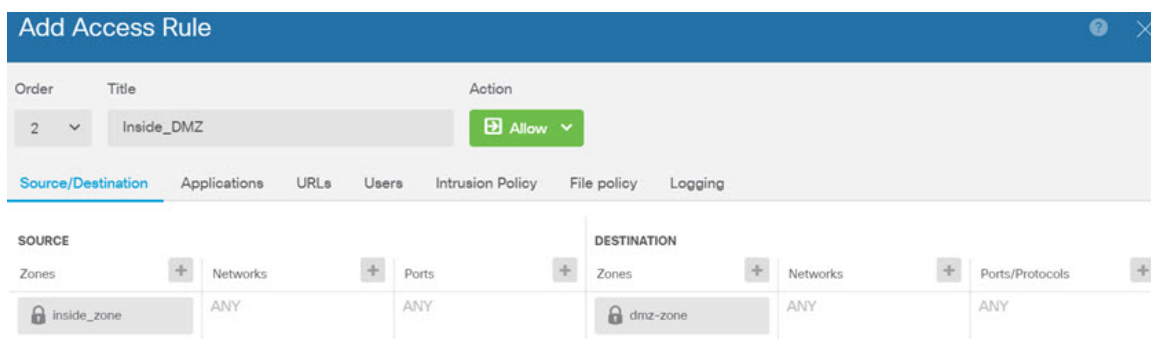 Add Access Rule
Order Title Action
2 Inside_DMZ Allow
Source/Destination Applications URLs Users Intrusion Policy File policy Logging
SOURCE DESTINATION
Zones Networks Ports Zones Networks Ports/Protocols
inside_zone ANY ANY dmz-zone ANY ANY